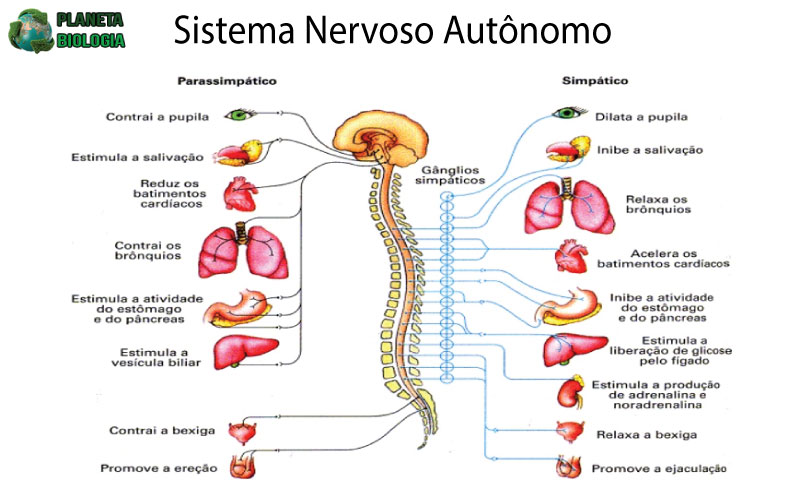 PLANETA
BIOLOGIA
Sistema Nervoso Autônomo
Parassimpático
Contrai a pupila
Estimula a salivação
Reduz os
batimentos
cardíacos
Contrai os
brônquios
Estimula a atividade
do estômago
e do pâncreas
Estimula a
vesícula biliar
Contrai a bexiga
Promove a ereção
Gânglios
simpáticos
Simpático
Dilata a pupila
Inibe a salivação
Relaxa os
brônquios
Acelera os
batimentos cardíacos
Inibe a atividade
do estômago
e do pâncreas
Estimula a
liberação de glicose
pelo fígado
Estimula a produção
de adrenalina e
noradrenalina
Relaxa a bexiga
Promove a ejaculação